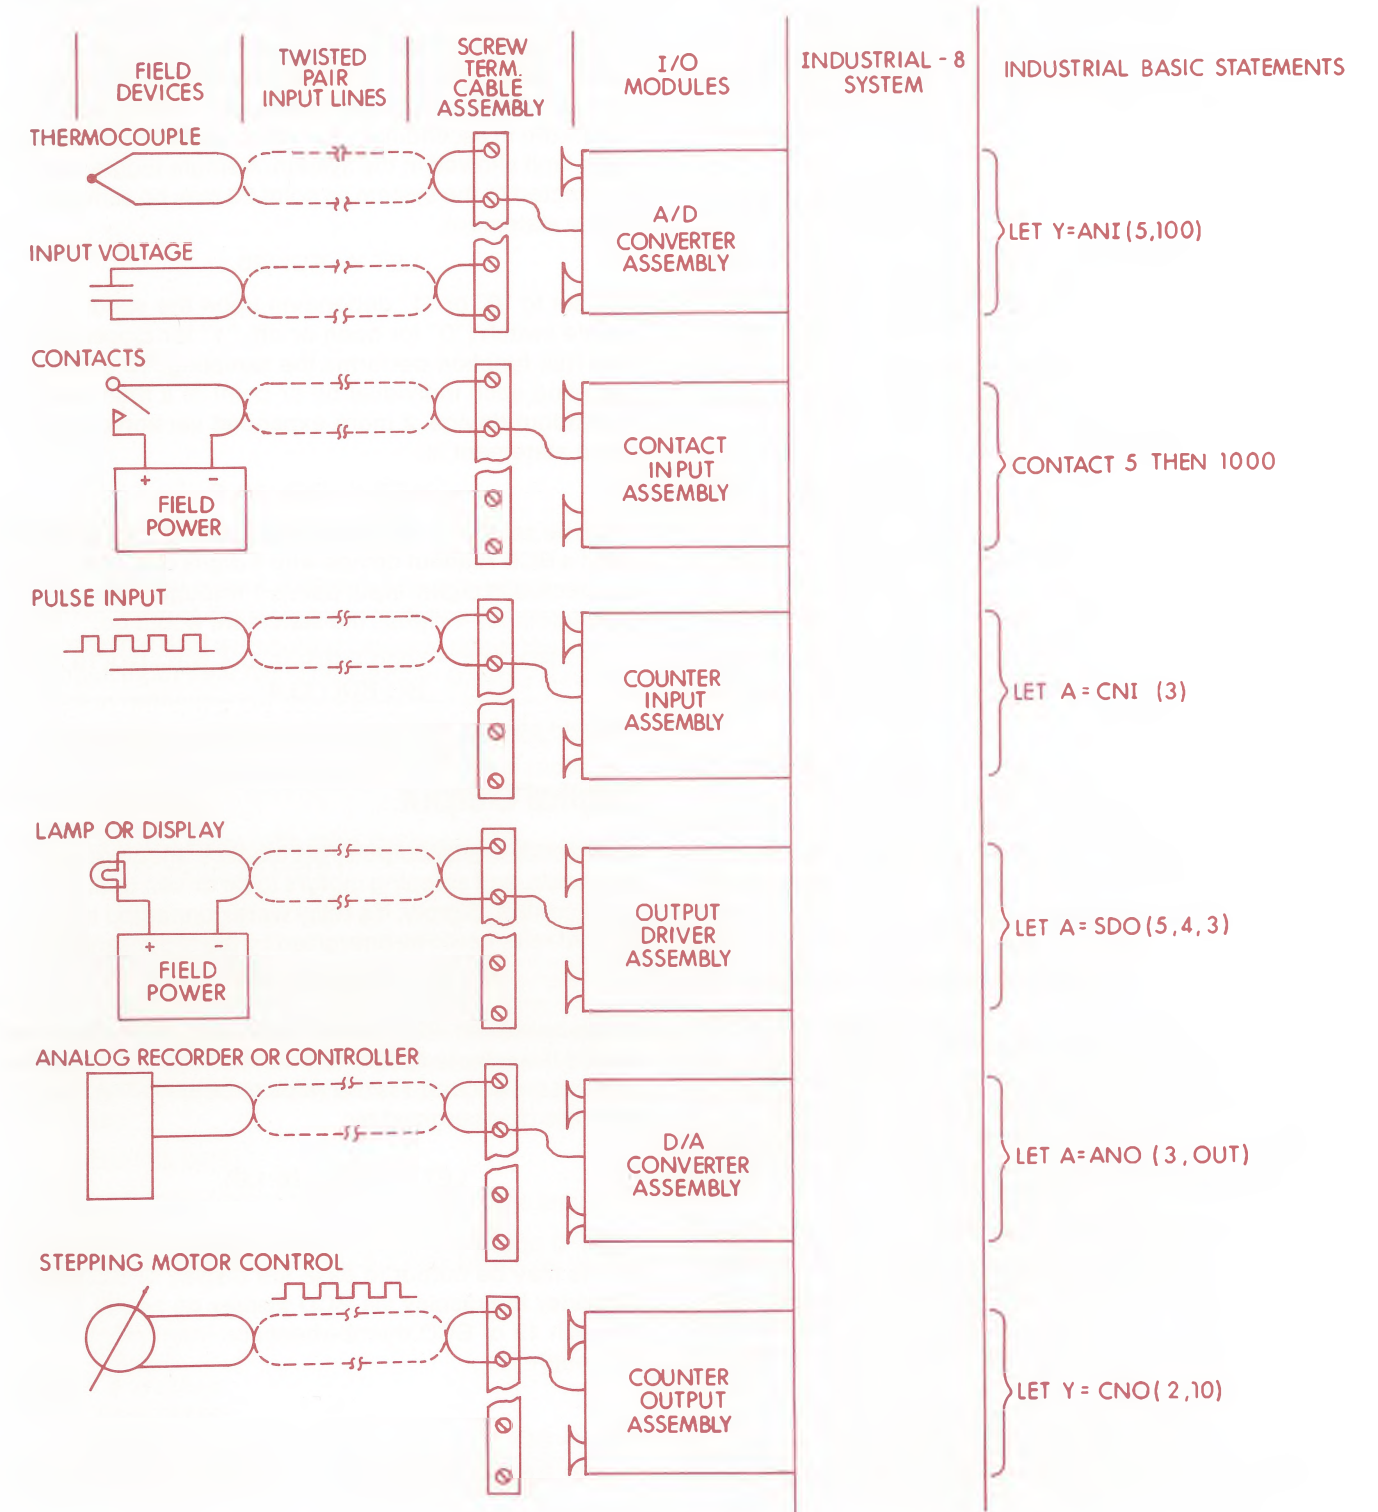 FIELD
DEVICES
TWISTED
PAIR
INPUT LINES
SCREW
TERM.
CABLE
ASSEMBLY
I/O
MODULES
INDUSTRIAL - 8
SYSTEM
INDUSTRIAL BASIC STATEMENTS
THERMOCOUPLE
A/D
CONVERTER
ASSEMBLY
LET Y=ANI(5,100)
INPUT VOLTAGE
CONTACTS
+ -
FIELD
POWER
CONTACT
INPUT
ASSEMBLY
CONTACT 5 THEN 1000
PULSE INPUT
COUNTER
INPUT
ASSEMBLY
LET A=CNI (3)
LAMP OR DISPLAY
+ -
FIELD
POWER
OUTPUT
DRIVER
ASSEMBLY
LET A=SDO(5,4,3)
ANALOG RECORDER OR CONTROLLER
D/A
CONVERTER
ASSEMBLY
LET A=ANO (3,OUT)
STEPPING MOTOR CONTROL
COUNTER
OUTPUT
ASSEMBLY
LET Y=CNO(2,10)